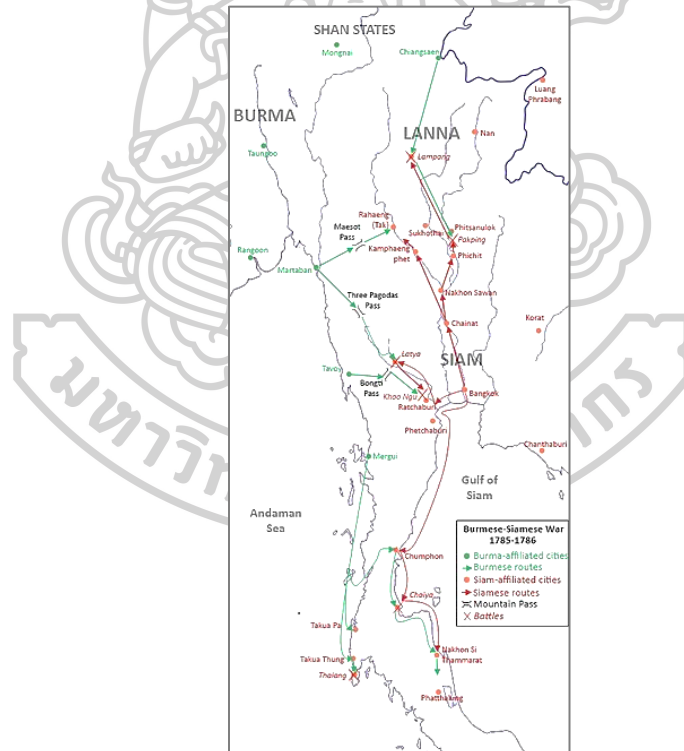 SHAN STATES
Mongnai
Chiangsaen
Luang
Phrabang
BURMA
LANNA
Nan
Taungoo
Lampang
Rahaeng
(Tak)
Sukhothai
Phitsanulok
Pakping
Maesot
Pass
Kamphaeng
phet
Phichit
Rangoon
Martaban
Three Pagodas
Pass
Nakhon Sawan
Chainat
Korat
Latya
SIAM
Tavoy
Bongti
Pass
Khao Ngu
Ratchaburi
Bangkok
Phetchaburi
Chanthaburi
Mergui
Gulf of
Siam
Andaman
Sea
Burmese-Siamese War
1785-1786
Burma-affiliated cities
Burmese routes
Siam-affiliated cities
Siamese routes
Mountain Pass
Battles
Chumphon
Chaiya
Takua Pa
Nakhon Si
Thammarat
Takua Thung
Thalang
Phatthalung